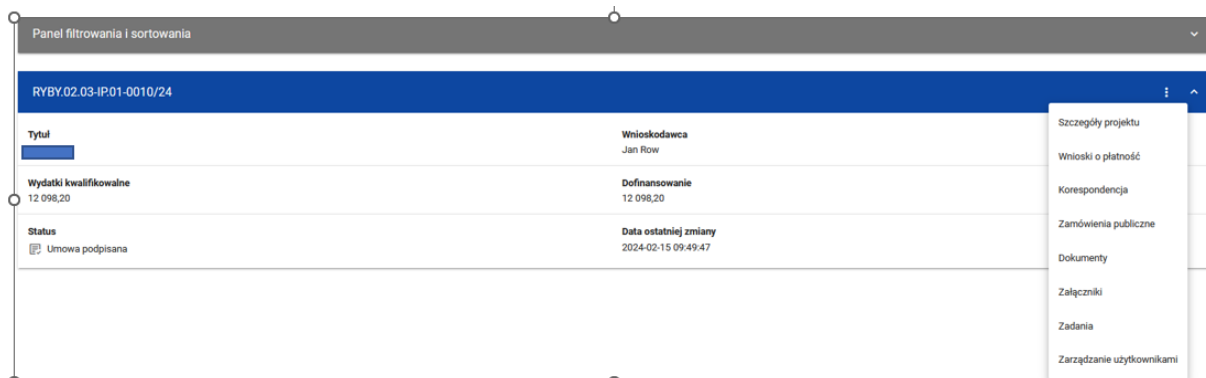 Panel filtrowania i sortowania
RYBY.02.03-IP.01-0010/24
Tytuł
Wnioskodawca
Jan Row
Wydatki kwalifikowalne
12 098,20
Dofinansowanie
12 098,20
Status
Umowa podpisana
Data ostatniej zmiany
2024-02-15 09:49:47
Szczegóły projektu
Wnioski o płatność
Korespondencja
Zamówienia publiczne
Dokumenty
Załączniki
Zadania
Zarządzanie użytkownikami